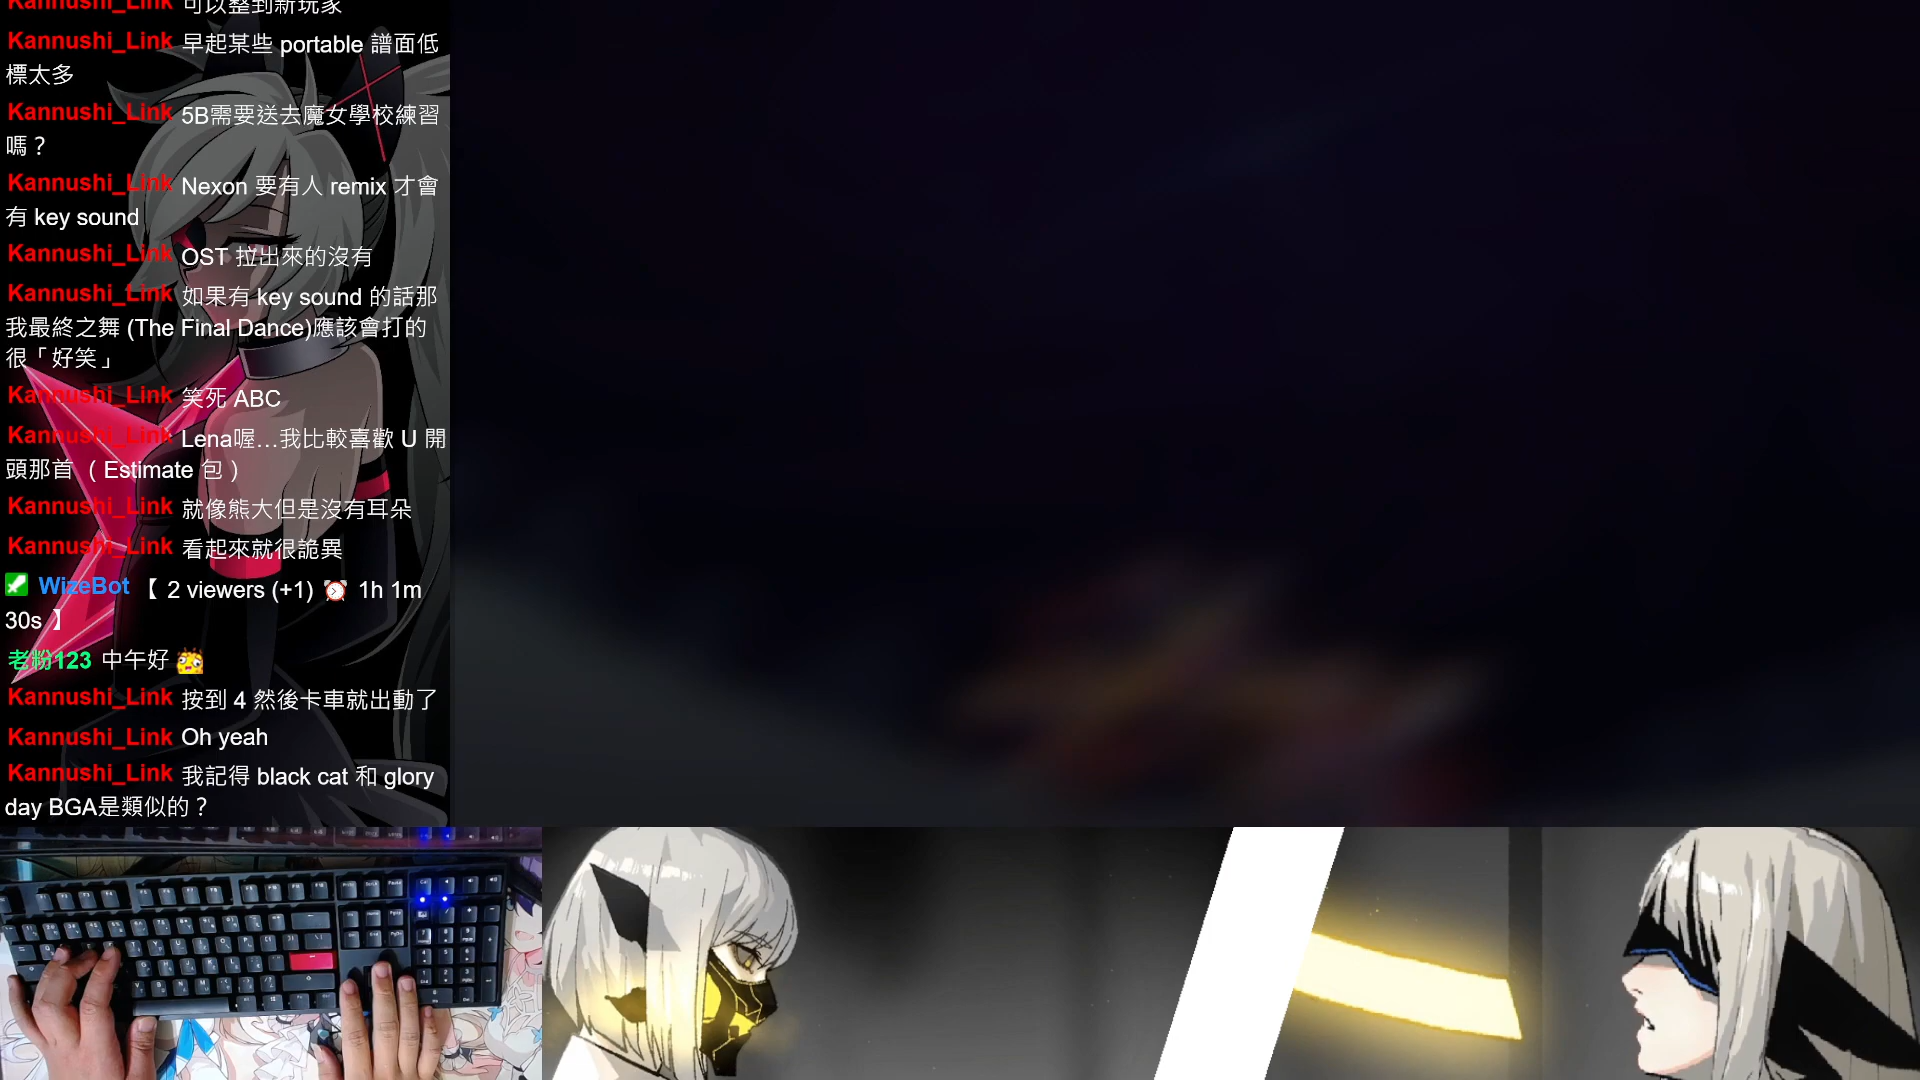 Kannushi_Link 可以整到新玩家
Kannushi_Link 早起某些 portable 譜面低
標太多
Kannushi_Link 5B需要送去魔女學校練習
嗎？
Kannushi_Link Nexon 要有人 remix 才會
有 key sound
Kannushi_Link OST 拉出來的沒有
Kannushi_Link 如果有 key sound 的話那
我最終之舞 (The Final Dance)應該會打的
很「好笑」
Kannushi_Link 笑死 ABC
Kannushi_Link Lena喔…我比較喜歡 U 開
頭那首 （Estimate 包）
Kannushi_Link 就像熊大但是沒有耳朵
Kannushi_Link 看起來就很詭異
WizeBot 【 2 viewers (+1) ⏰ 1h 1m
30s 】
老粉123 中午好
Kannushi_Link 按到 4 然後卡車就出動了
Kannushi_Link Oh yeah
Kannushi_Link 我記得 black cat 和 glory
day BGA是類似的？